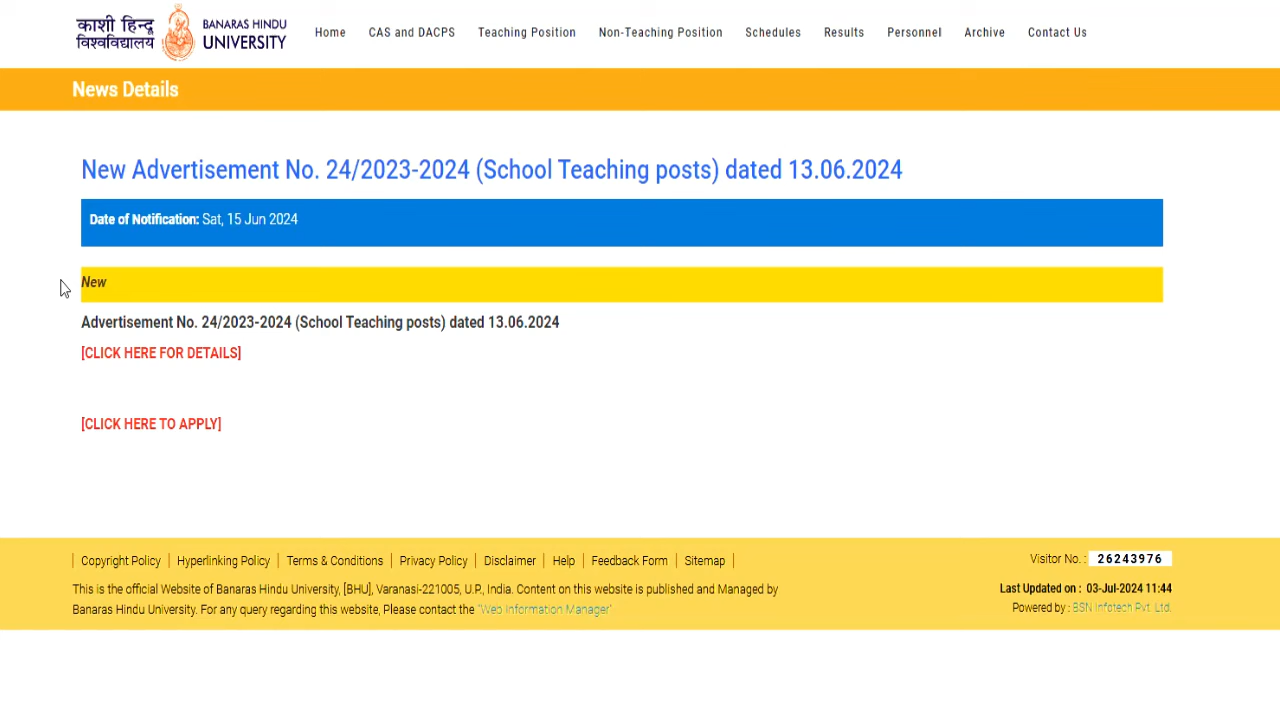 काशी हिन्दू
विश्वविद्यालय
BANARAS HINDU
UNIVERSITY
Home CAS and DACPS Teaching Position Non-Teaching Position Schedules Results Personnel Archive Contact Us
News Details
New Advertisement No. 24/2023-2024 (School Teaching posts) dated 13.06.2024
Date of Notification: Sat, 15 Jun 2024
New
Advertisement No. 24/2023-2024 (School Teaching posts) dated 13.06.2024
[CLICK HERE FOR DETAILS]
[CLICK HERE TO APPLY]
| Copyright Policy | Hyperlinking Policy | Terms & Conditions | Privacy Policy | Disclaimer | Help | Feedback Form | Sitemap |
This is the official Website of Banaras Hindu University, [BHU], Varanasi-221005, U.P., India. Content on this website is published and Managed by
Banaras Hindu University. For any query regarding this website, Please contact the "Web Information Manager"
Visitor No. : 26243976
Last Updated on : 03-Jul-2024 11:44
Powered by : BSN Infotech Pvt. Ltd.